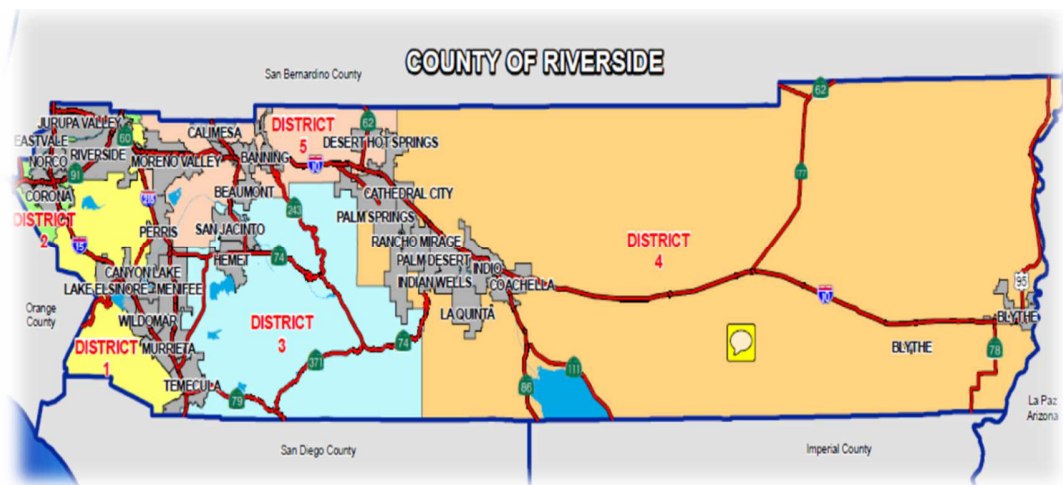 COUNTY OF RIVERSIDE
San Bernardino County
62
62
JURUPA VALLEY
60
CALIMESA
DISTRICT
5
EASTVALE
DESERT HOT SPRINGS
RIVERSIDE
NORCO
MORENO VALLEY
BANNING
10
91
77
CORONA
215
BEAUMONT
CATHEDRAL CITY
243
PALM SPRINGS
DISTRICT
2
PERRIS
SAN JACINTO
RANCHO MIRAGE
DISTRICT
4
15
HEMET
74
PALM DESERT
CANYON LAKE
INDIO
INDIAN WELLS
COACHELLA
95
LAKE ELSINORE
MENIFEE
10
Orange
County
LA QUINTA
BLYTHE
WILDOMAR
DISTRICT
3
DISTRICT
1
MURRIETA
74
BLYTHE
78
371
111
TEMECULA
86
79
La Paz
Arizona
San Diego County
Imperial County